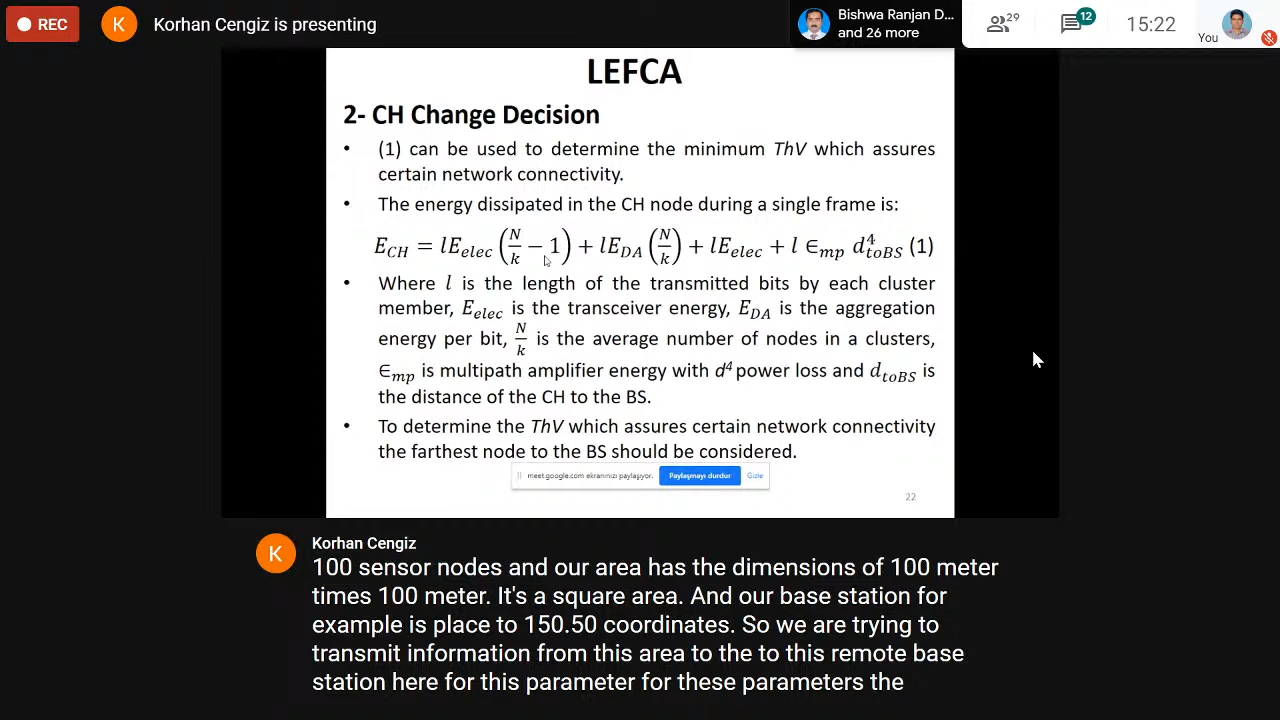 REC
K
Korhan Cengiz is presenting
Bishwa Ranjan D...
and 26 more
29
12
15:22
You
LEFCA
2- CH Change Decision
• (1) can be used to determine the minimum ThV which assures
certain network connectivity.
• The energy dissipated in the CH node during a single frame is:
E_CH = lE_elec (N/k − 1) + lE_DA (N/k) + lE_elec + l ∈_mp d⁴_toBS (1)
• Where l is the length of the transmitted bits by each cluster
member, E_elec is the transceiver energy, E_DA is the aggregation
energy per bit, N/k is the average number of nodes in a clusters,
∈_mp is multipath amplifier energy with d⁴ power loss and d_toBS is
the distance of the CH to the BS.
• To determine the ThV which assures certain network connectivity
the farthest node to the BS should be considered.
meet.google.com ekranınızı paylaşıyor. Paylaşmayı durdur Gizle
22
K
Korhan Cengiz
100 sensor nodes and our area has the dimensions of 100 meter
times 100 meter. It's a square area. And our base station for
example is place to 150.50 coordinates. So we are trying to
transmit information from this area to the to this remote base
station here for this parameter for these parameters the